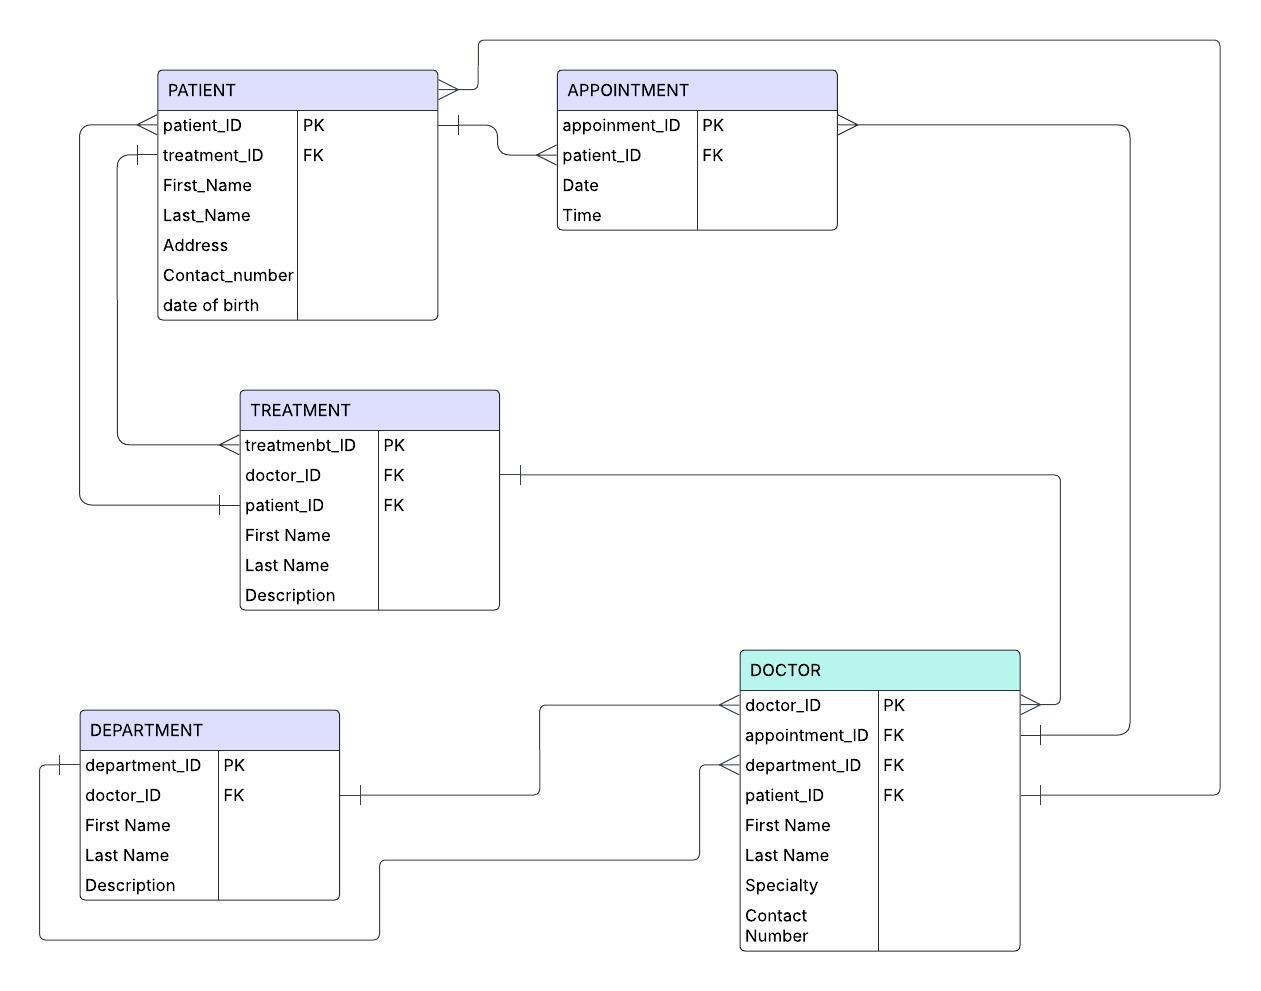 PATIENT
patient_ID PK
treatment_ID FK
First_Name
Last_Name
Address
Contact_number
date of birth
APPOINTMENT
appoinment_ID PK
patient_ID FK
Date
Time
TREATMENT
treatmenbt_ID PK
doctor_ID FK
patient_ID FK
First Name
Last Name
Description
DEPARTMENT
department_ID PK
doctor_ID FK
First Name
Last Name
Description
DOCTOR
doctor_ID PK
appointment_ID FK
department_ID FK
patient_ID FK
First Name
Last Name
Specialty
Contact
Number